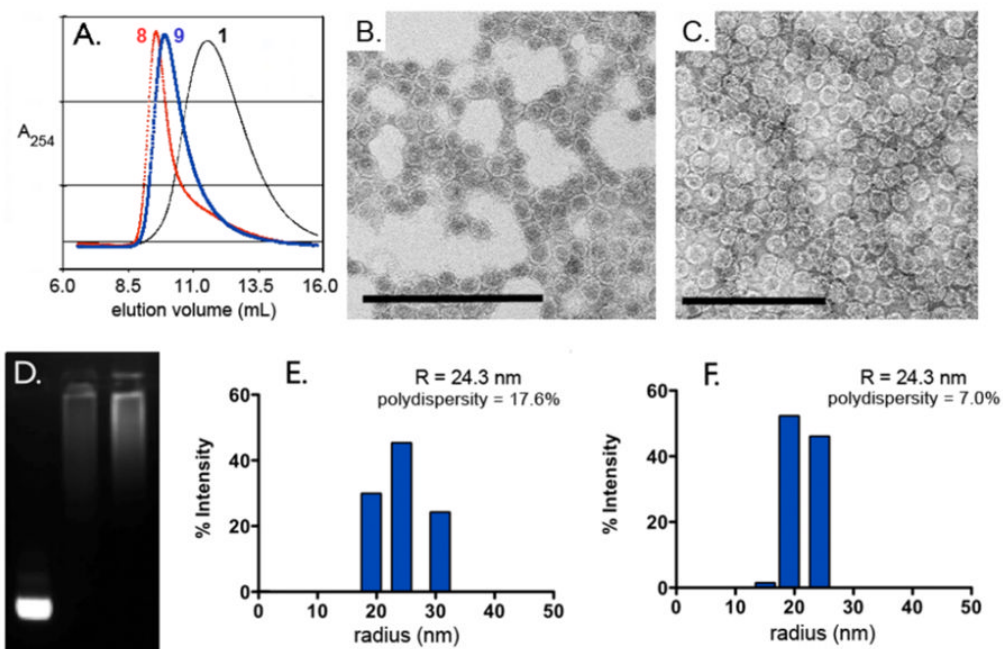 A.
8 9 1
A254
6.0 8.5 11.0 13.5 16.0
elution volume (mL)
B.
C.
D.
E.
R = 24.3 nm
polydispersity = 17.6%
60
40
20
0
% Intensity
0 10 20 30 40 50
radius (nm)
F.
R = 24.3 nm
polydispersity = 7.0%
60
40
20
0
% Intensity
0 10 20 30 40 50
radius (nm)